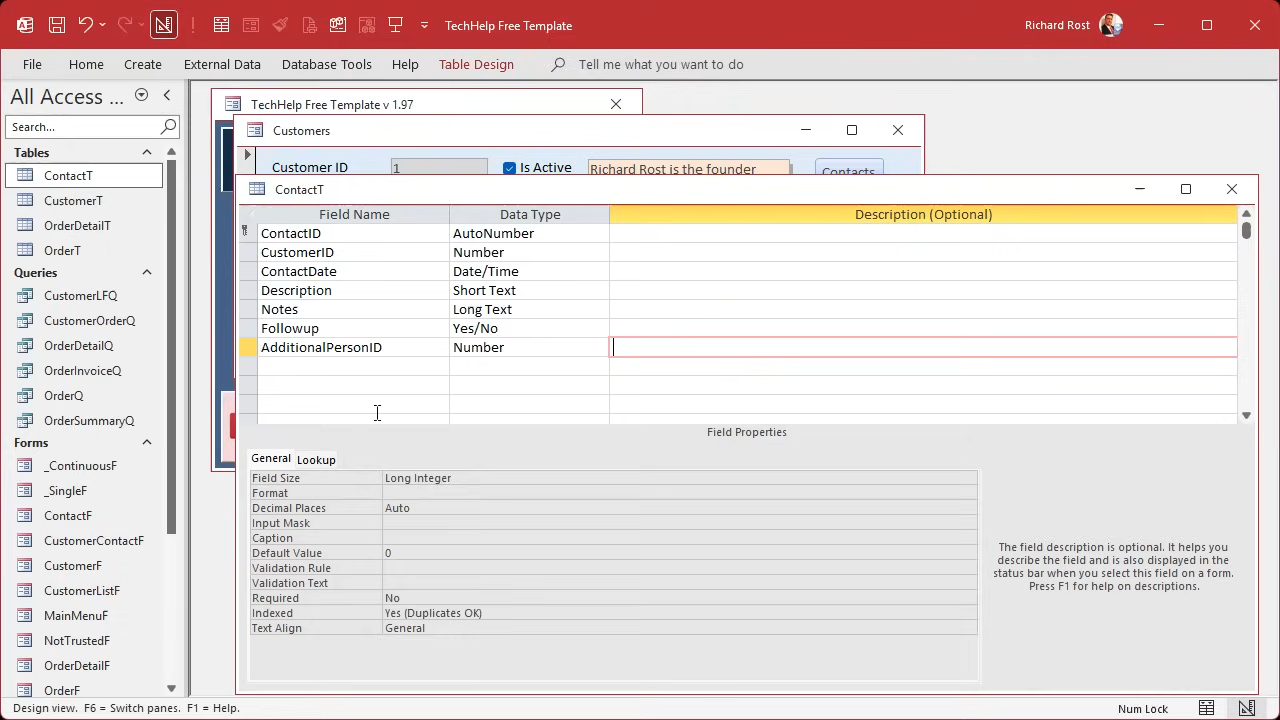 TechHelp Free Template
Richard Rost
File
Home
Create
External Data
Database Tools
Help
Table Design
Tell me what you want to do
All Access ...
Search...
Tables
ContactT
CustomerT
OrderDetailT
OrderT
Queries
CustomerLFQ
CustomerOrderQ
OrderDetailQ
OrderInvoiceQ
OrderQ
OrderSummaryQ
Forms
_ContinuousF
_SingleF
ContactF
CustomerContactF
CustomerF
CustomerListF
MainMenuF
NotTrustedF
OrderDetailF
OrderF
TechHelp Free Template v 1.97
Customers
Customer ID 1 Is Active Richard Rost is the founder Contacts
ContactT
Field Name Data Type Description (Optional)
ContactID AutoNumber
CustomerID Number
ContactDate Date/Time
Description Short Text
Notes Long Text
Followup Yes/No
AdditionalPersonID Number
Field Properties
General Lookup
Field Size Long Integer
Format
Decimal Places Auto
Input Mask
Caption
Default Value 0
Validation Rule
Validation Text
Required No
Indexed Yes (Duplicates OK)
Text Align General
The field description is optional. It helps you
describe the field and is also displayed in the
status bar when you select this field on a form.
Press F1 for help on descriptions.
Design view. F6 = Switch panes. F1 = Help.
Num Lock